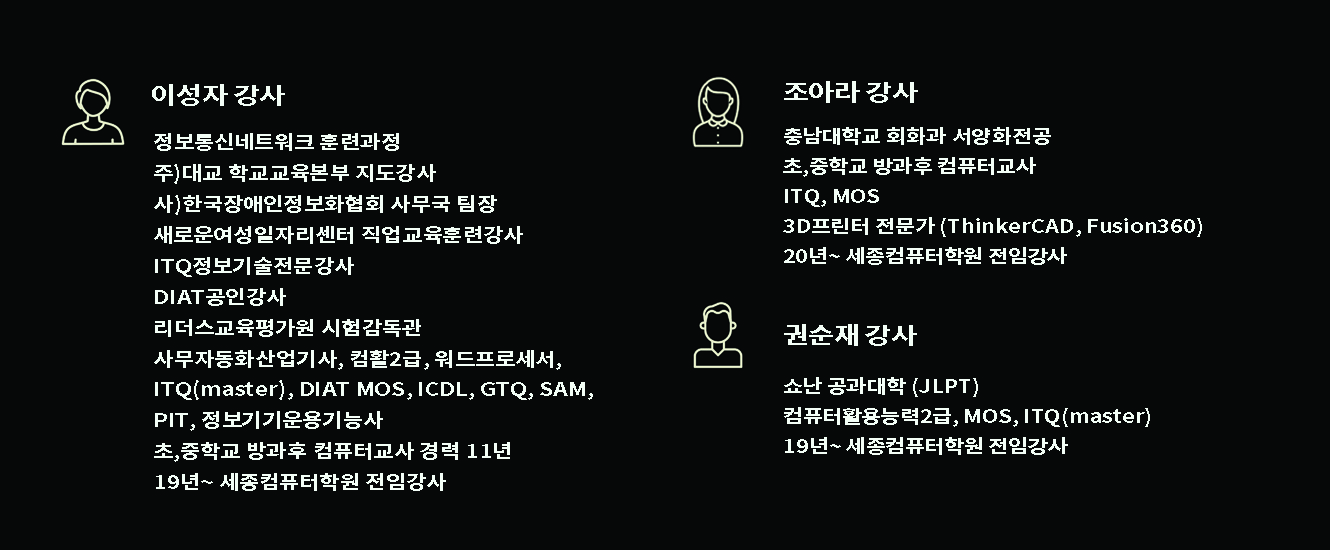 이성자 강사
정보통신네트워크 훈련과정
주)대교 학교교육본부 지도강사
사)한국장애인정보화협회 사무국 팀장
새로운여성일자리센터 직업교육훈련강사
ITQ정보기술전문강사
DIAT공인강사
리더스교육평가원 시험감독관
사무자동화산업기사, 컴활2급, 워드프로세서,
ITQ(master), DIAT MOS, ICDL, GTQ, SAM,
PIT, 정보기기운용기능사
초,중학교 방과후 컴퓨터교사 경력 11년
19년~ 세종컴퓨터학원 전임강사
조아라 강사
충남대학교 회화과 서양화전공
초,중학교 방과후 컴퓨터교사
ITQ, MOS
3D프린터 전문가 (ThinkerCAD, Fusion360)
20년~ 세종컴퓨터학원 전임강사
권순재 강사
쇼난 공과대학 (JLPT)
컴퓨터활용능력2급, MOS, ITQ(master)
19년~ 세종컴퓨터학원 전임강사